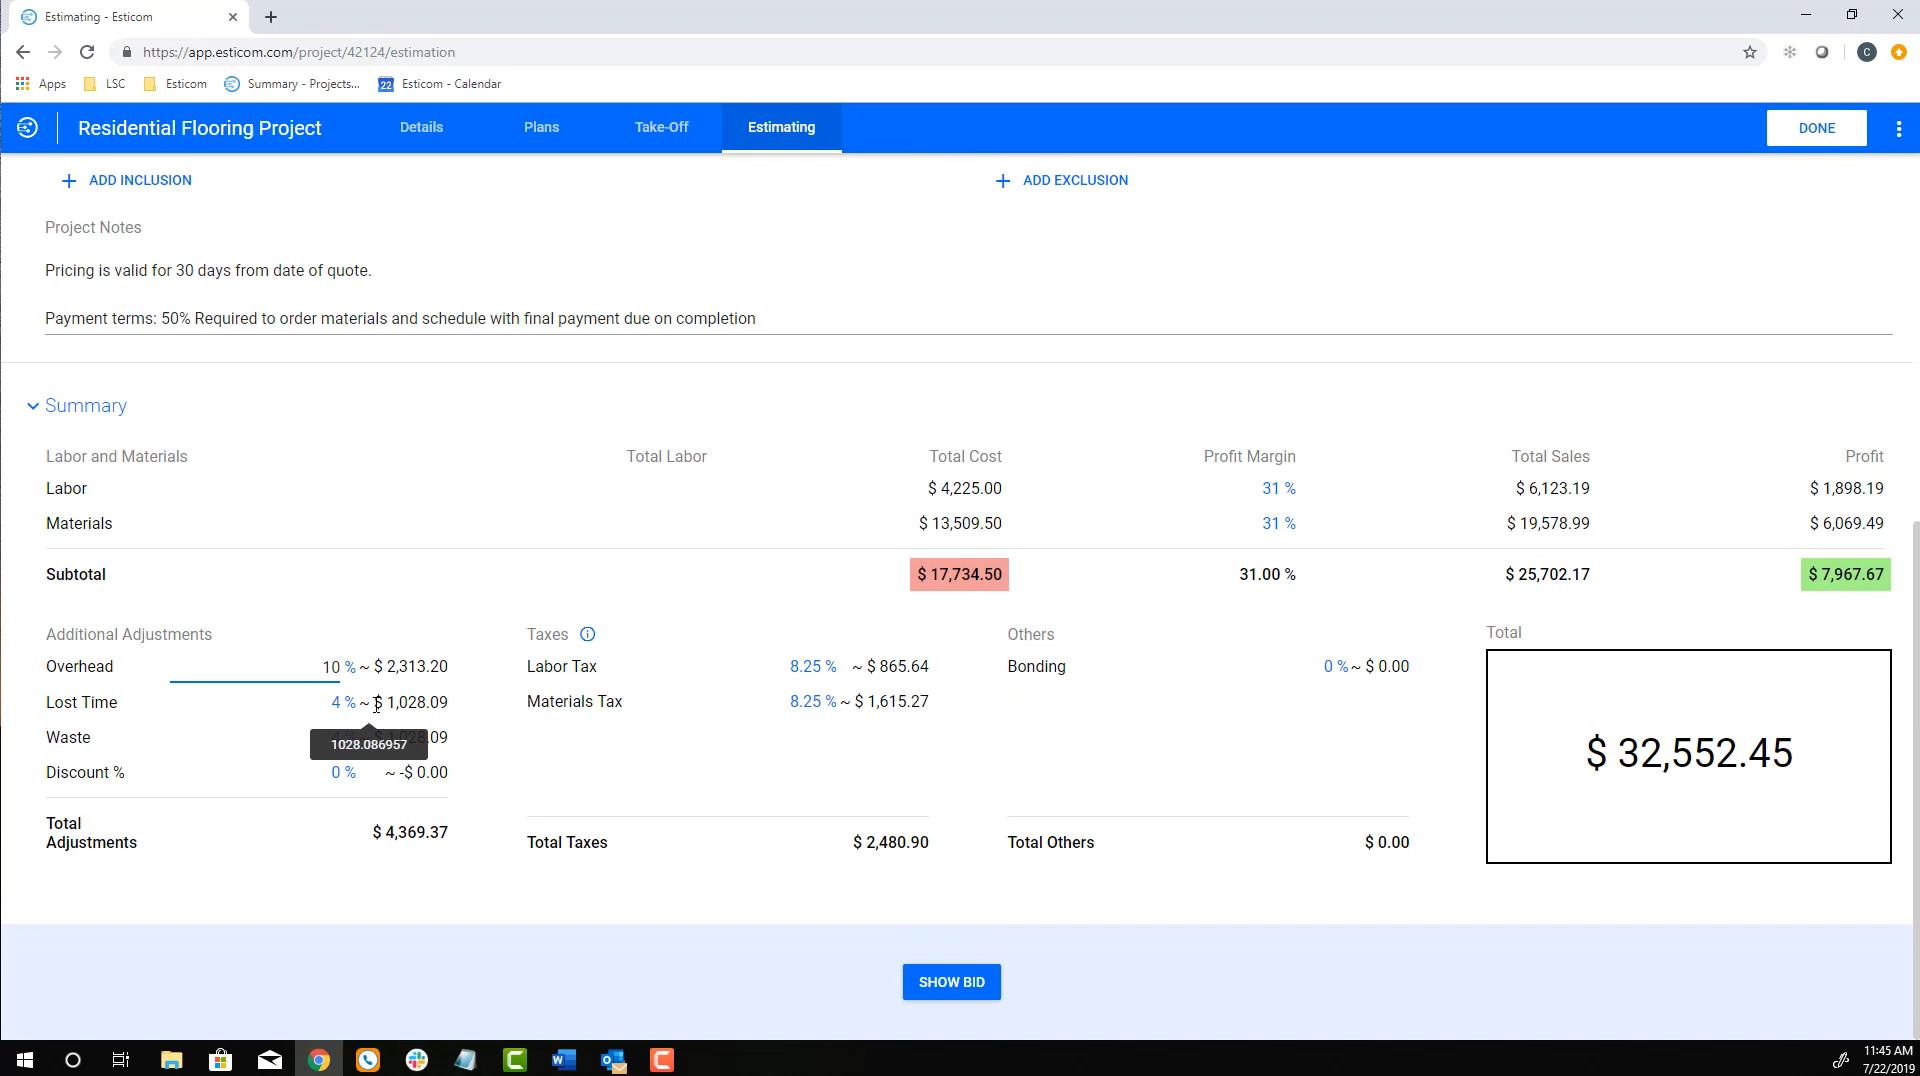 Estimating - Esticom
https://app.esticom.com/project/42124/estimation
C
Apps LSC Esticom Summary - Projects... 22 Esticom - Calendar
Residential Flooring Project Details Plans Take-Off Estimating DONE
ADD INCLUSION ADD EXCLUSION
Project Notes
Pricing is valid for 30 days from date of quote.
Payment terms: 50% Required to order materials and schedule with final payment due on completion
Summary
Labor and Materials Total Labor Total Cost Profit Margin Total Sales Profit
Labor $ 4,225.00 31 % $ 6,123.19 $ 1,898.19
Materials $ 13,509.50 31 % $ 19,578.99 $ 6,069.49
Subtotal $ 17,734.50 31.00 % $ 25,702.17 $ 7,967.67
Additional Adjustments Taxes Others Total
Overhead 10 % ~ $ 2,313.20 Labor Tax 8.25 % ~ $ 865.64 Bonding 0 % ~ $ 0.00
Lost Time 4 % ~ $ 1,028.09 Materials Tax 8.25 % ~ $ 1,615.27
Waste .09
1028.086957
$ 32,552.45
Discount % 0 % ~ -$ 0.00
Total Adjustments $ 4,369.37
Total Taxes $ 2,480.90 Total Others $ 0.00
SHOW BID
11:45 AM
7/22/2019